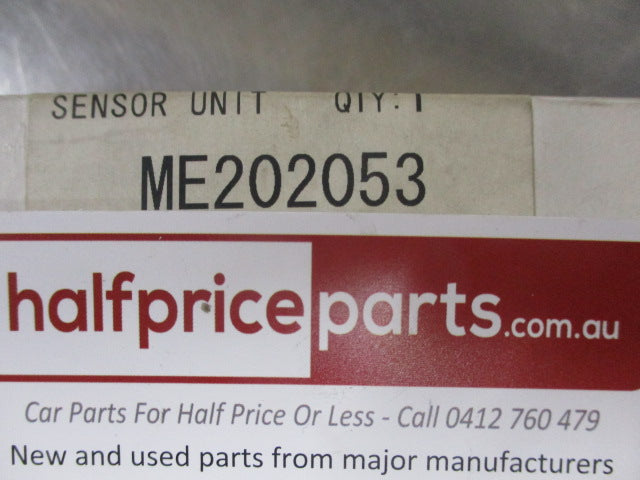 SENSOR UNIT QTY:1
ME202053
halfpriceparts.com.au
Car Parts For Half Price Or Less - Call 0412 760 479
New and used parts from major manufacturers